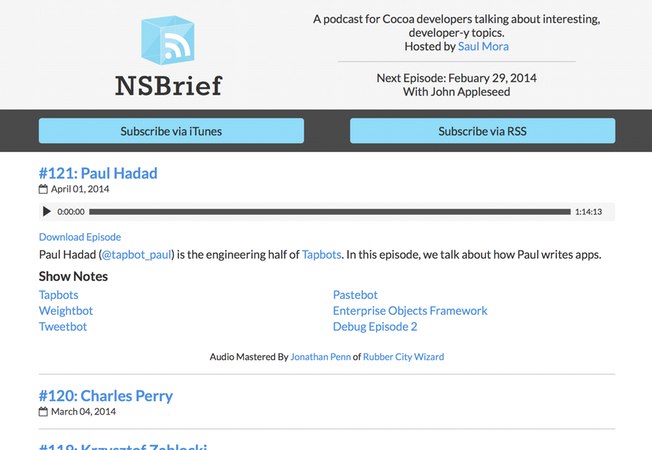 NSBrief
A podcast for Cocoa developers talking about interesting,
developer-y topics.
Hosted by Saul Mora
Next Episode: Febuary 29, 2014
With John Appleseed
Subscribe via iTunes
Subscribe via RSS
#121: Paul Hadad
April 01, 2014
0:00:00
1:14:13
Download Episode
Paul Hadad (@tapbot_paul) is the engineering half of Tapbots. In this episode, we talk about how Paul writes apps.
Show Notes
Tapbots
Weightbot
Tweetbot
Pastebot
Enterprise Objects Framework
Debug Episode 2
Audio Mastered By Jonathan Penn of Rubber City Wizard
#120: Charles Perry
March 04, 2014
#119: Krzysztof Zablocki